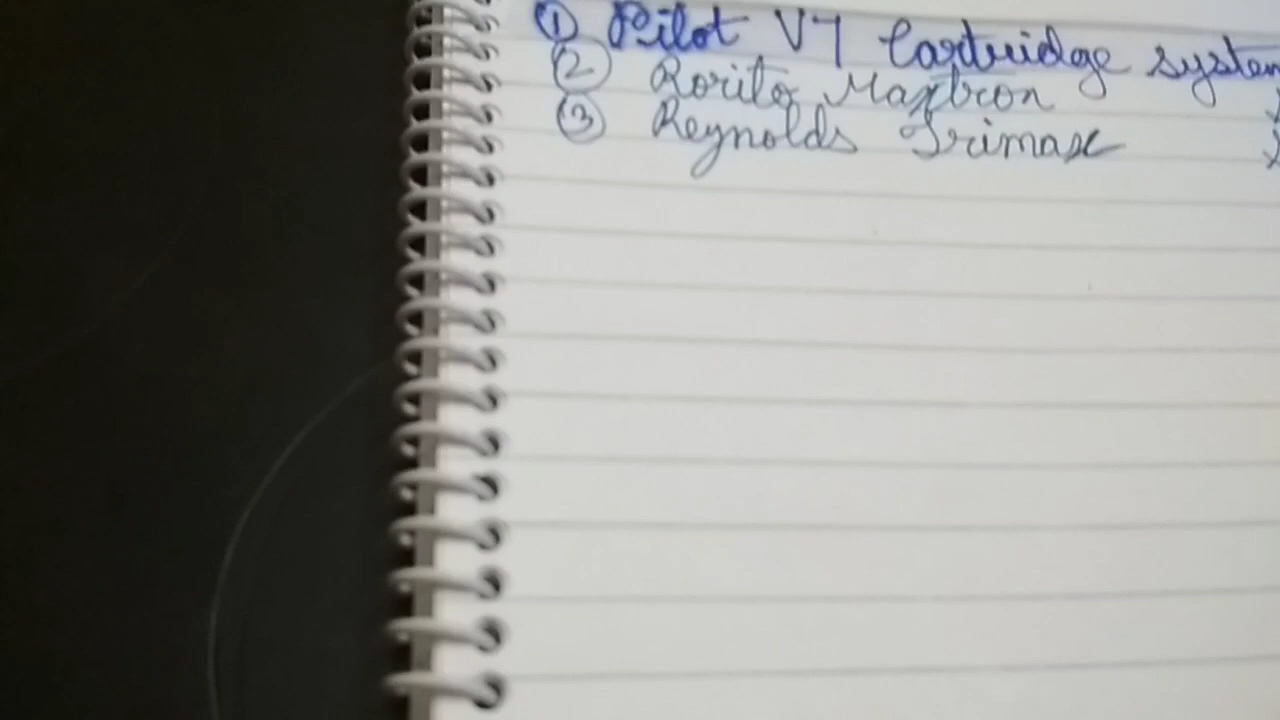 ① Pilot V7 Cartridge system
② Rorito Maxtron
③ Reynolds Trimax